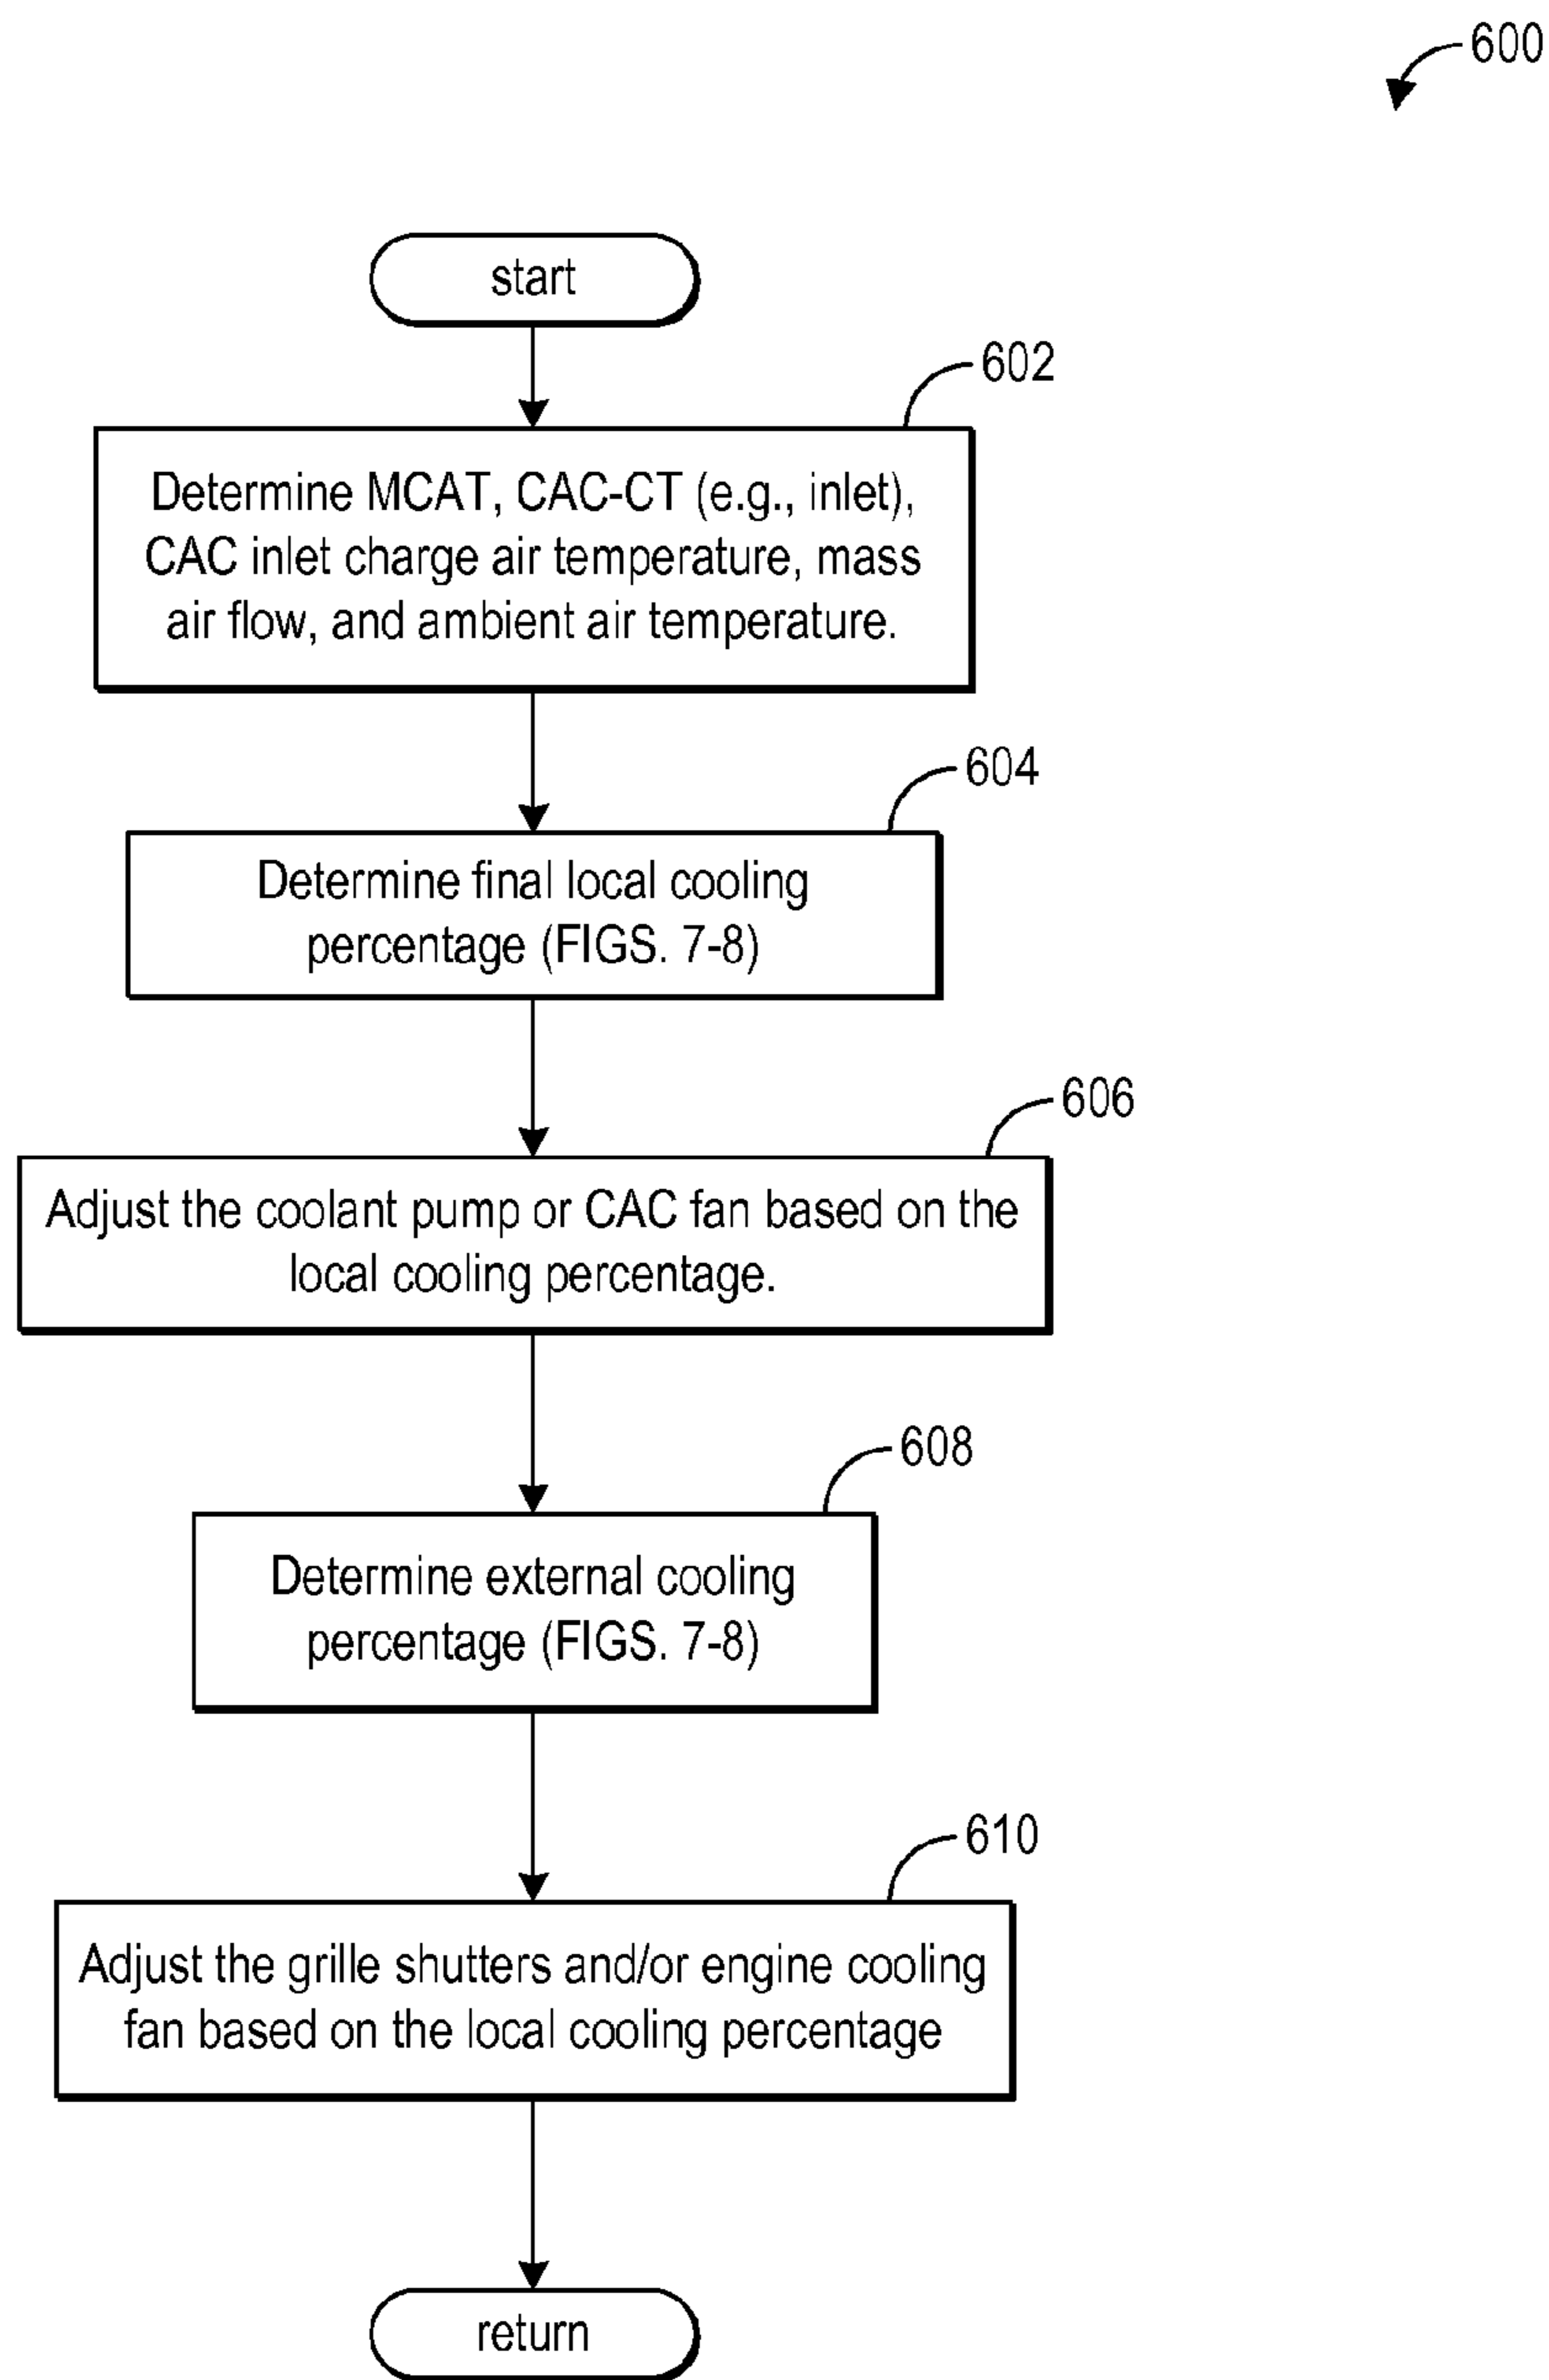 600
start
602
Determine MCAT, CAC-CT (e.g., inlet),
CAC inlet charge air temperature, mass
air flow, and ambient air temperature.
604
Determine final local cooling
percentage (FIGS. 7-8)
606
Adjust the coolant pump or CAC fan based on the
local cooling percentage.
608
Determine external cooling
percentage (FIGS. 7-8)
610
Adjust the grille shutters and/or engine cooling
fan based on the local cooling percentage
return